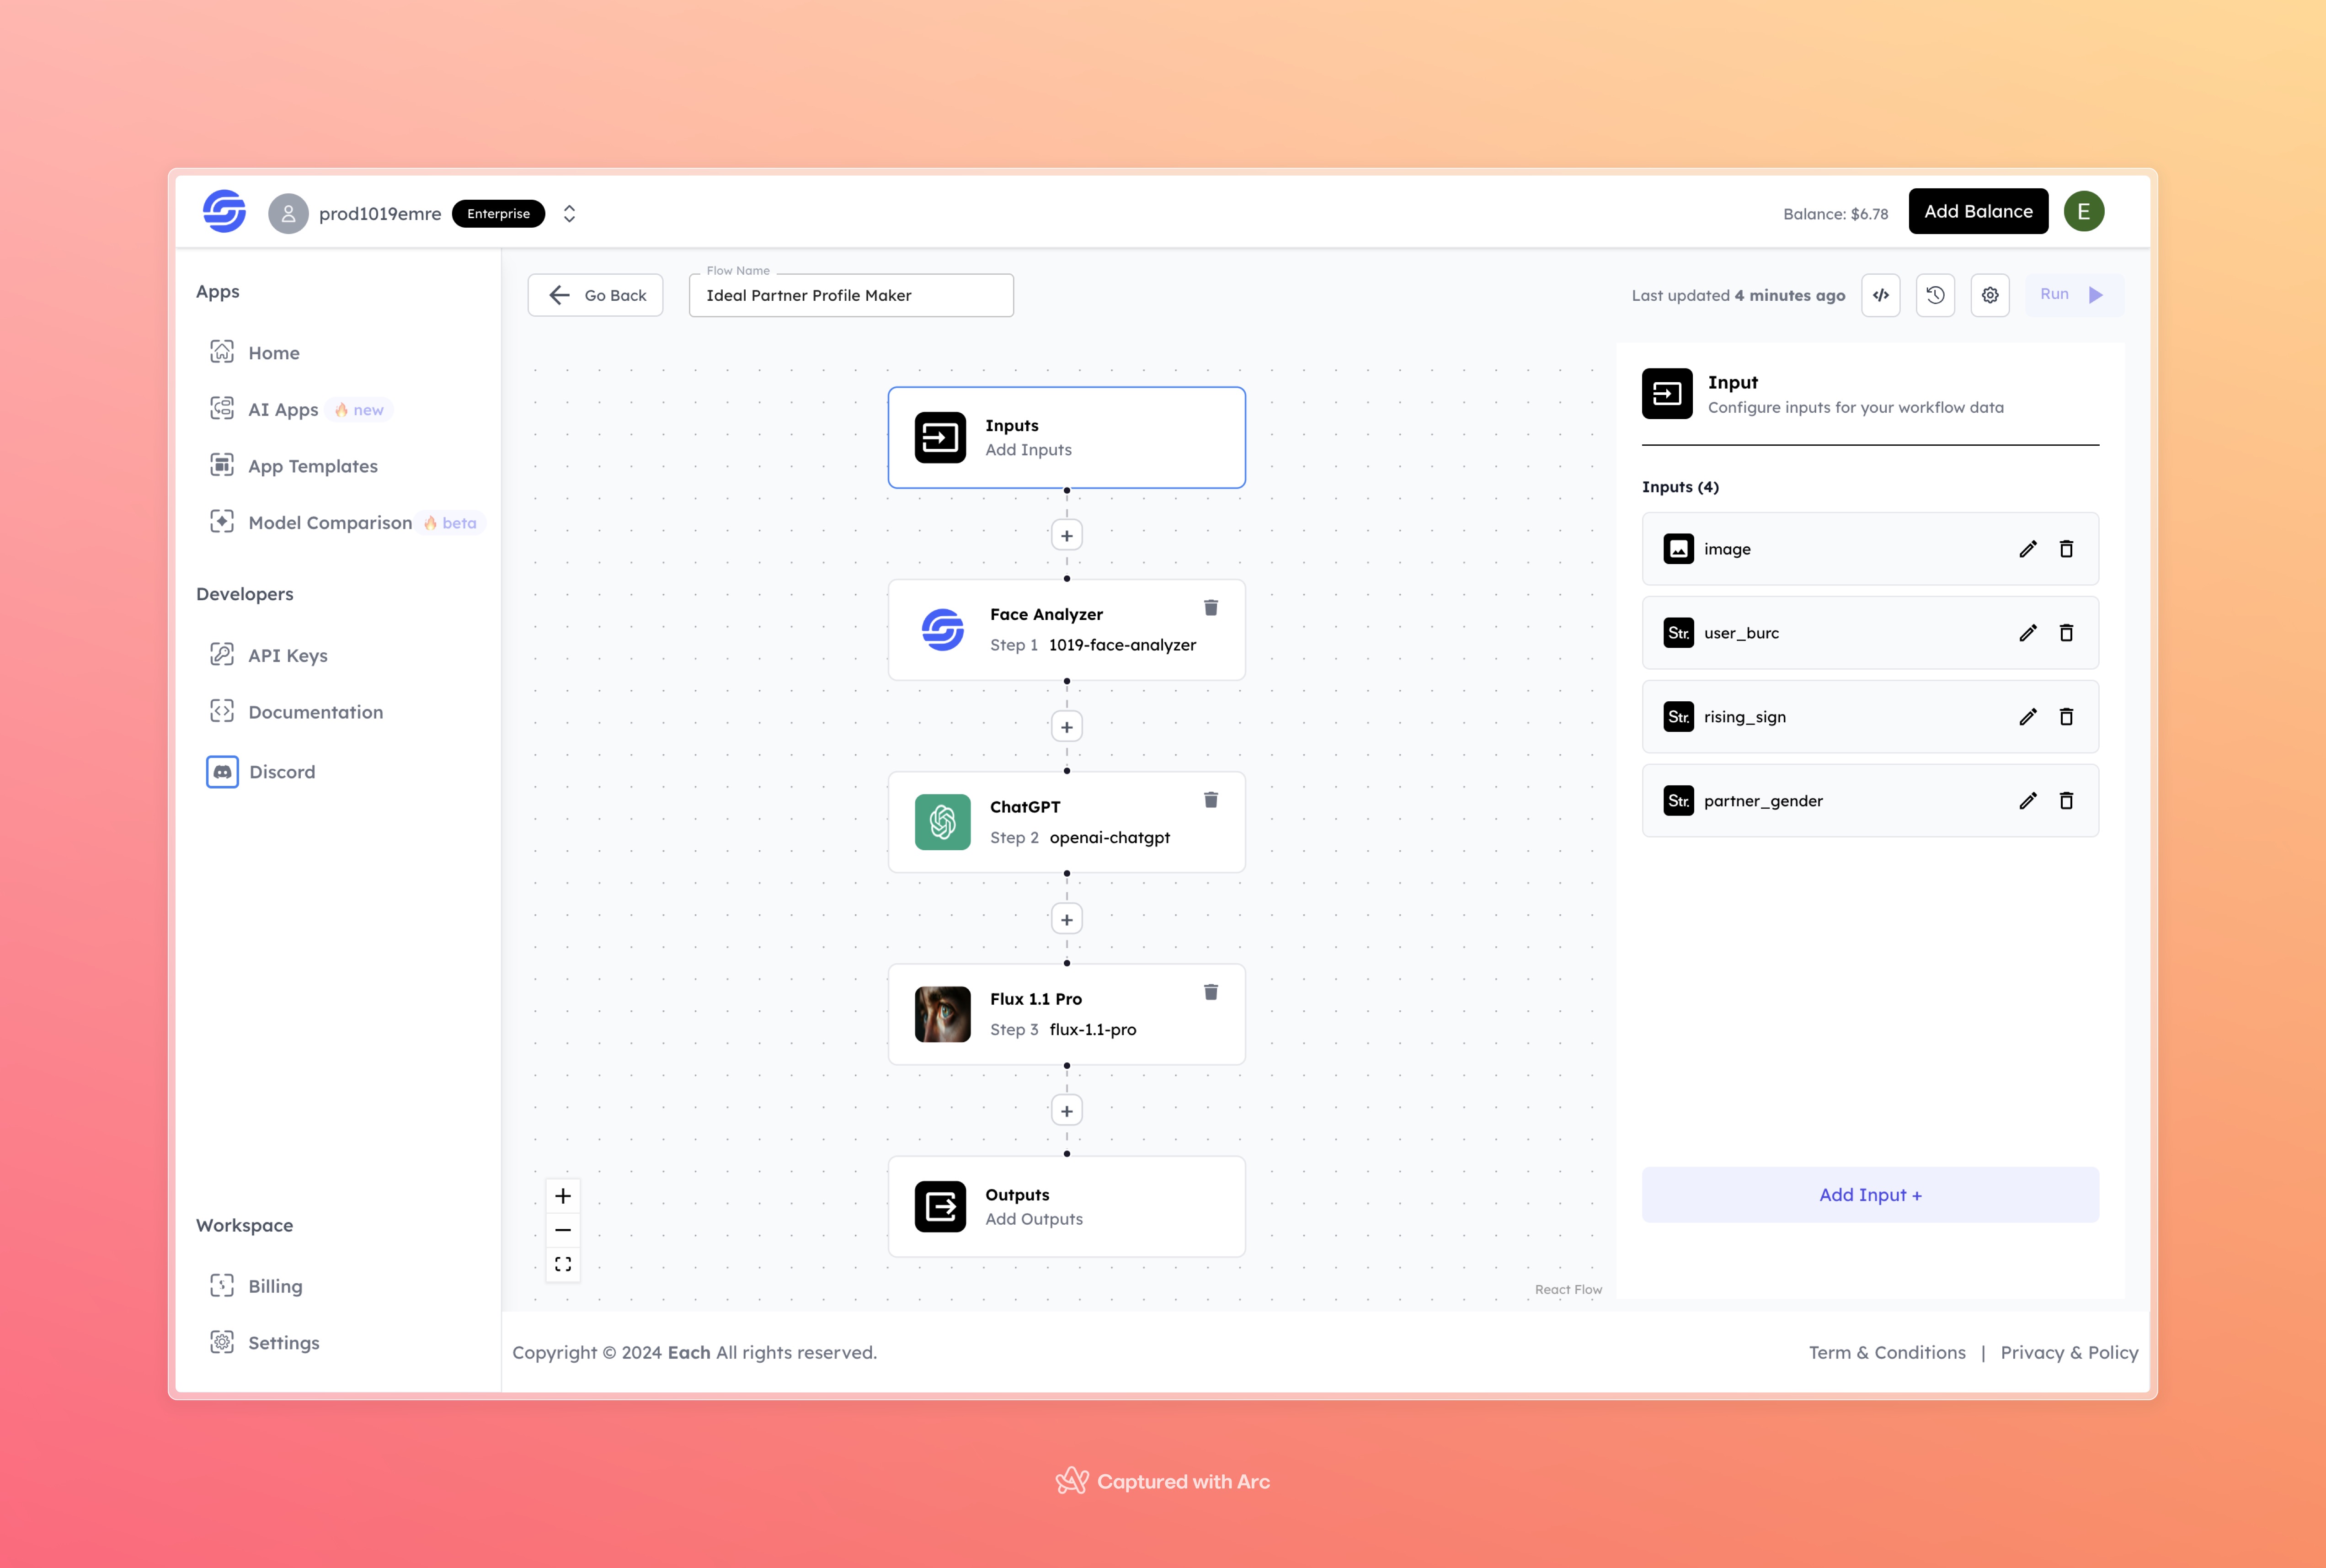 prod1019emre Enterprise
Balance: $6.78 Add Balance E
Apps
Home
AI Apps 🔥 new
App Templates
Model Comparison 🔥 beta
Developers
API Keys
Documentation
Discord
Workspace
Billing
Settings
Go Back
Flow Name
Ideal Partner Profile Maker
Last updated 4 minutes ago
Run
Inputs
Add Inputs
Face Analyzer
Step 1 1019-face-analyzer
ChatGPT
Step 2 openai-chatgpt
Flux 1.1 Pro
Step 3 flux-1.1-pro
Outputs
Add Outputs
React Flow
Input
Configure inputs for your workflow data
Inputs (4)
image
Str. user_burc
Str. rising_sign
Str. partner_gender
Add Input +
Copyright © 2024 Each All rights reserved.
Term & Conditions | Privacy & Policy
Captured with Arc